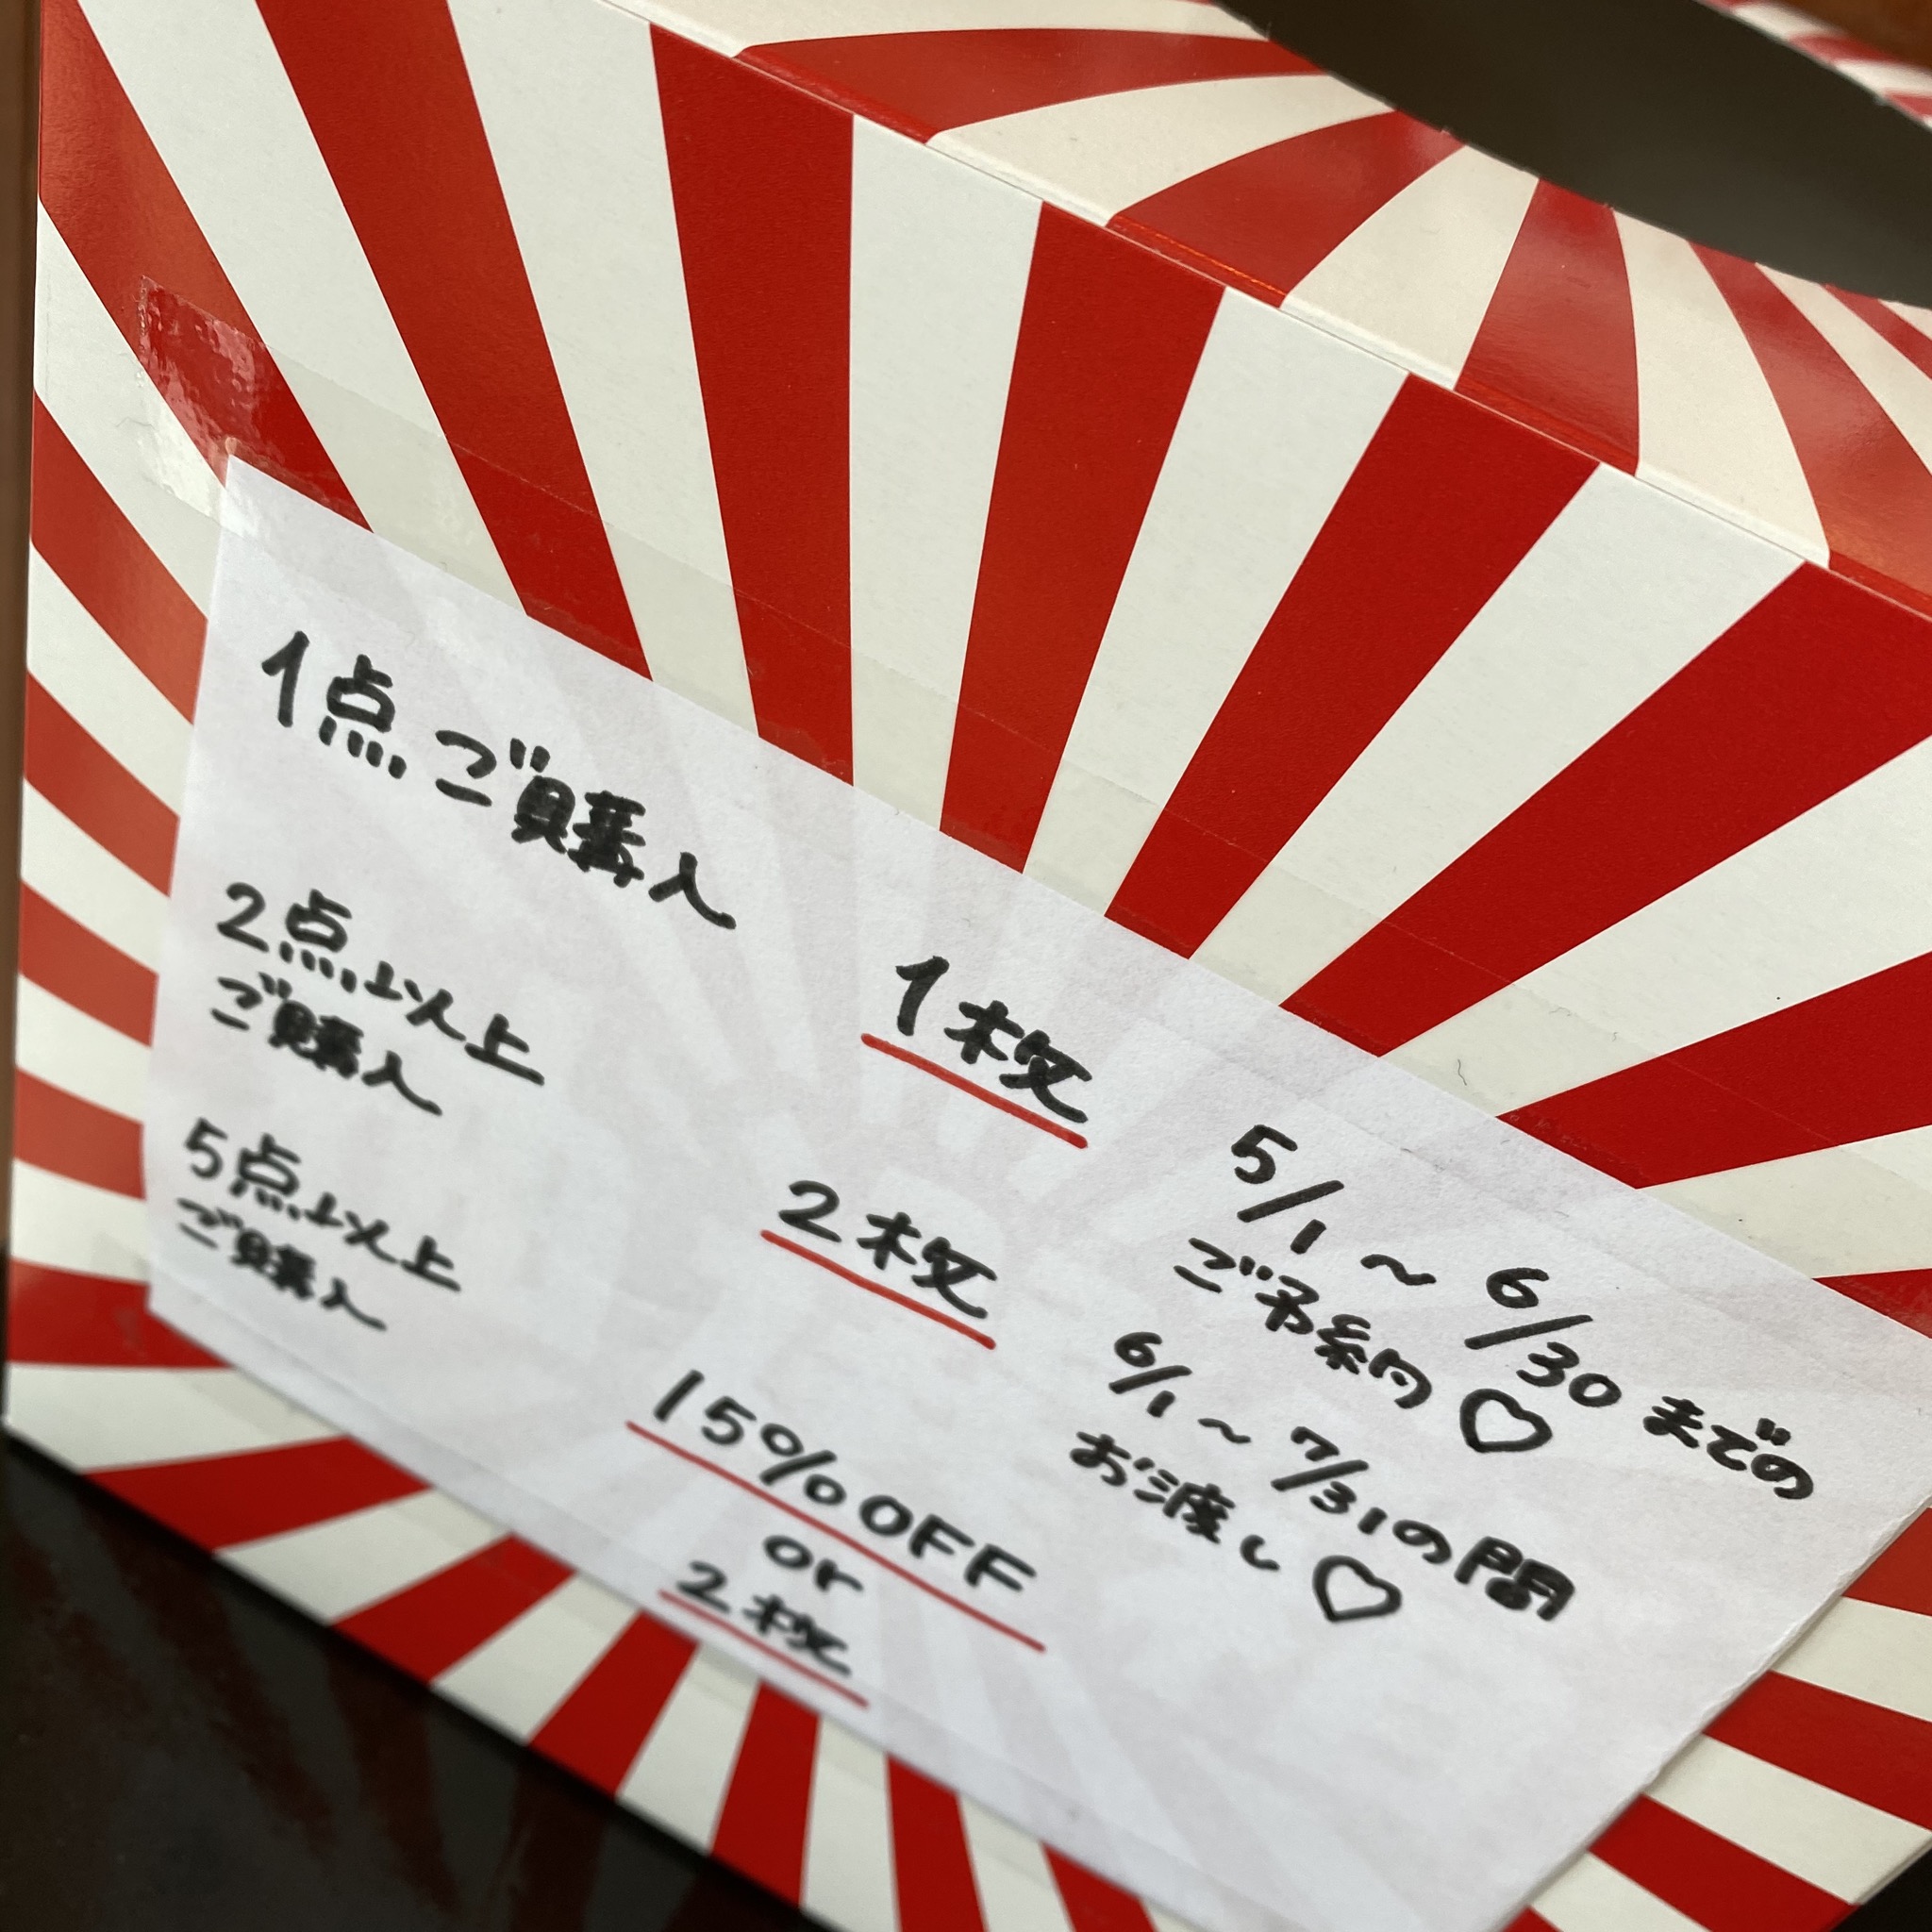 1点ご購入
1枚
2点以上
ご購入
2枚
5点以上
ご購入
15%OFF
or
2枚
5/1～6/30までの
ご予約♡
6/1～7/31の間
お渡し♡